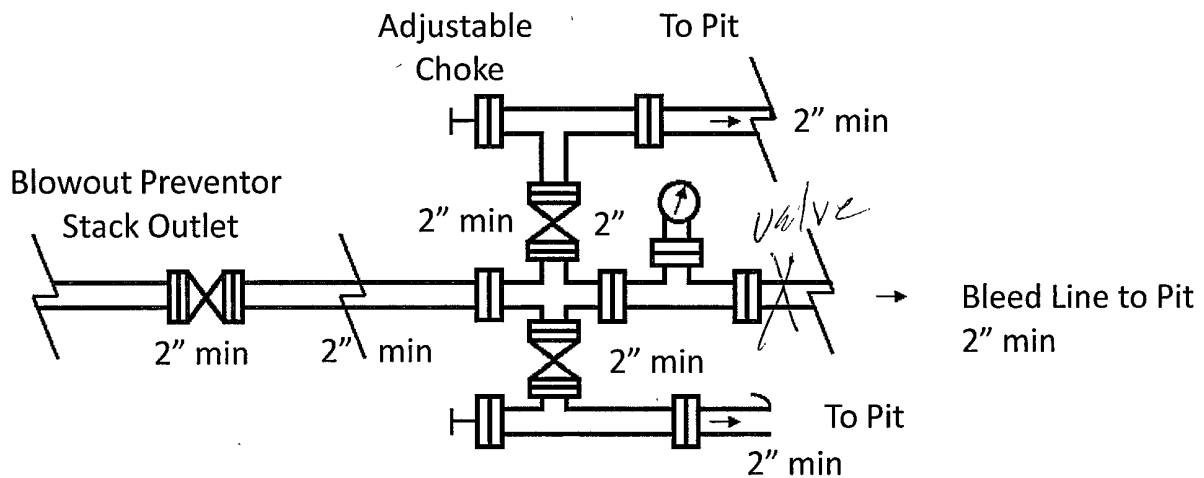 Adjustable
Choke
To Pit
2” min
Blowout Preventor
Stack Outlet
2” min
2”
valve
Bleed Line to Pit
2” min
2” min
2” min
2” min
To Pit
2” min